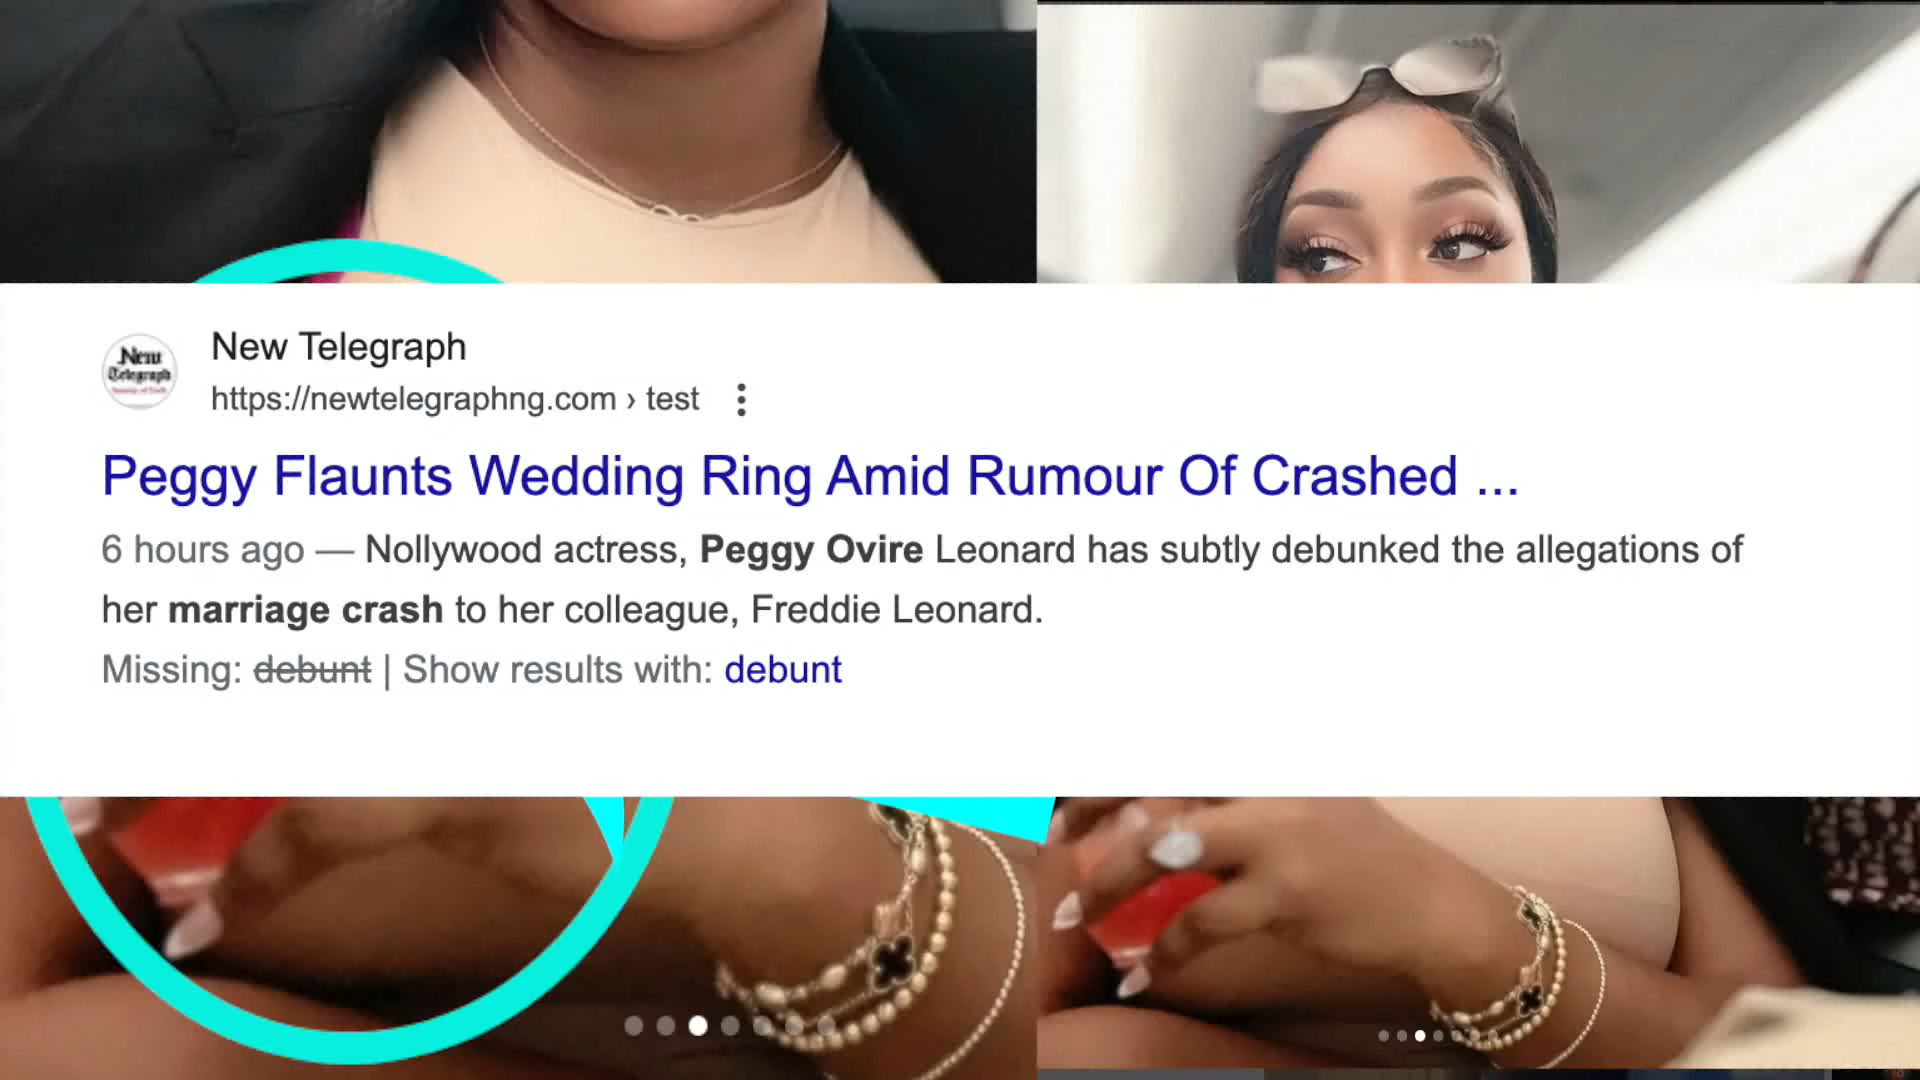 New Telegraph
New
Telegraph
https://newtelegraphng.com › test
Peggy Flaunts Wedding Ring Amid Rumour Of Crashed ...
6 hours ago — Nollywood actress, Peggy Ovire Leonard has subtly debunked the allegations of
her marriage crash to her colleague, Freddie Leonard.
Missing: debunt | Show results with: debunt